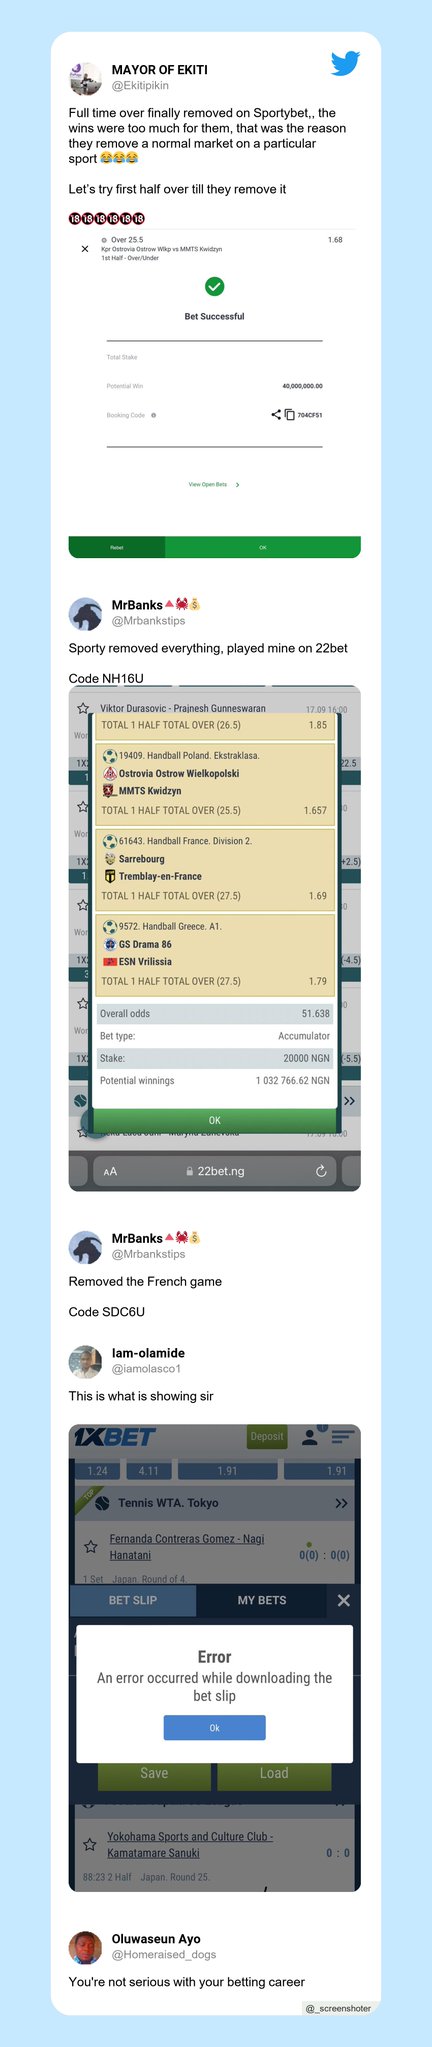 MAYOR OF EKITI
@Ekitipikin
Full time over finally removed on Sportybet,, the
wins were too much for them, that was the reason
they remove a normal market on a particular
sport 😂😂😂
Let's try first half over till they remove it
🔞🔞🔞🔞🔞🔞
Over 25.5 1.68
Kpr Ostrovia Ostrow Wlkp vs MMTS Kwidzyn
1st Half - Over/Under
Bet Successful
Total Stake
Potential Win 40,000,000.00
Booking Code 704CF51
View Open Bets >
Rebet OK
MrBanks🔺🦀💰
@Mrbankstips
Sporty removed everything, played mine on 22bet
Code NH16U
Viktor Durasovic - Prajnesh Gunneswaran 17.09 16:00
TOTAL 1 HALF TOTAL OVER (26.5) 1.85
19409. Handball Poland. Ekstraklasa.
Ostrovia Ostrow Wielkopolski
MMTS Kwidzyn
TOTAL 1 HALF TOTAL OVER (25.5) 1.657
61643. Handball France. Division 2.
Sarrebourg
Tremblay-en-France
TOTAL 1 HALF TOTAL OVER (27.5) 1.69
9572. Handball Greece. A1.
GS Drama 86
ESN Vrilissia
TOTAL 1 HALF TOTAL OVER (27.5) 1.79
Overall odds 51.638
Bet type: Accumulator
Stake: 20000 NGN
Potential winnings 1 032 766.62 NGN
OK
AA 22bet.ng
MrBanks🔺🦀💰
@Mrbankstips
Removed the French game
Code SDC6U
Iam-olamide
@iamolasco1
This is what is showing sir
1XBET Deposit
1.24 4.11 1.91 1.91
TOP Tennis WTA. Tokyo
Fernanda Contreras Gomez - Nagi
Hanatani 0(0) : 0(0)
1 Set Japan. Round of 4.
BET SLIP MY BETS
Error
An error occurred while downloading the
bet slip
Ok
Save Load
Yokohama Sports and Culture Club -
Kamatamare Sanuki 0 : 0
88:23 2 Half Japan. Round 25.
Oluwaseun Ayo
@Homeraised_dogs
You're not serious with your betting career
@_screenshoter